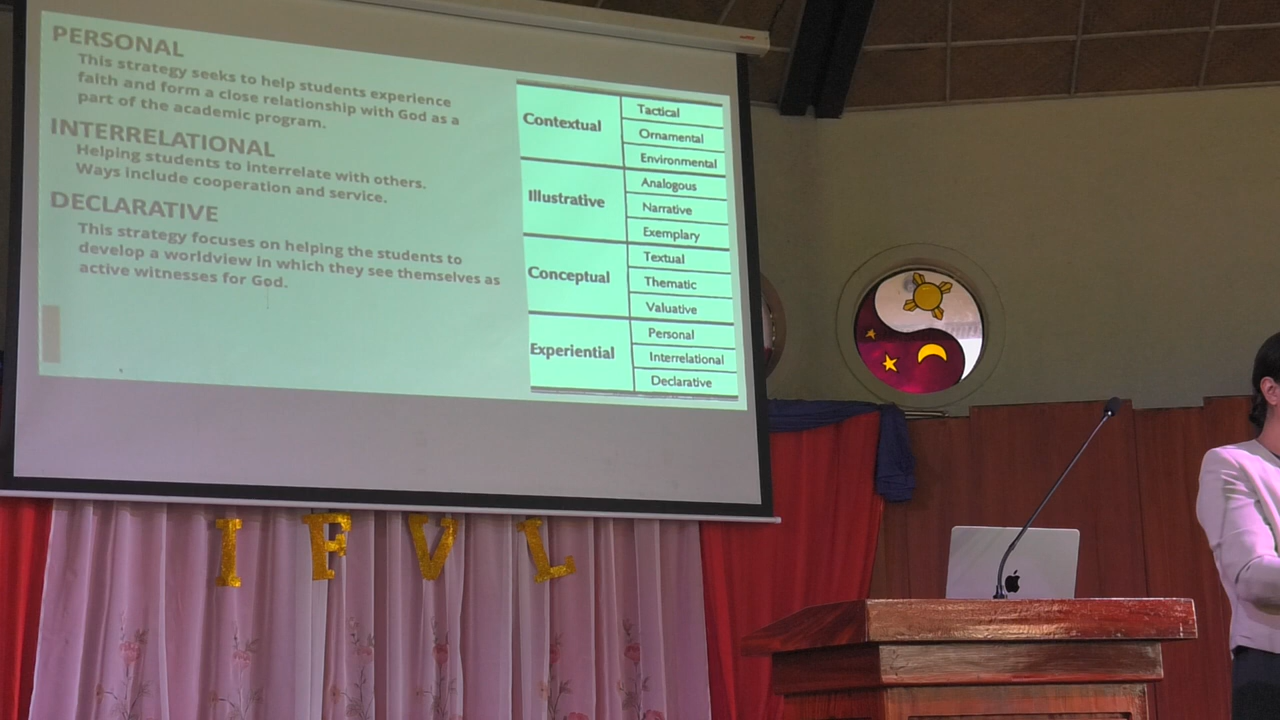 PERSONAL
This strategy seeks to help students experience
faith and form a close relationship with God as a
part of the academic program.
INTERRELATIONAL
Helping students to interrelate with others.
Ways include cooperation and service.
DECLARATIVE
This strategy focuses on helping the students to
develop a worldview in which they see themselves as
active witnesses for God.
Contextual
Tactical
Ornamental
Environmental
Illustrative
Analogous
Narrative
Exemplary
Conceptual
Textual
Thematic
Valuative
Experiential
Personal
Interrelational
Declarative
I F V L